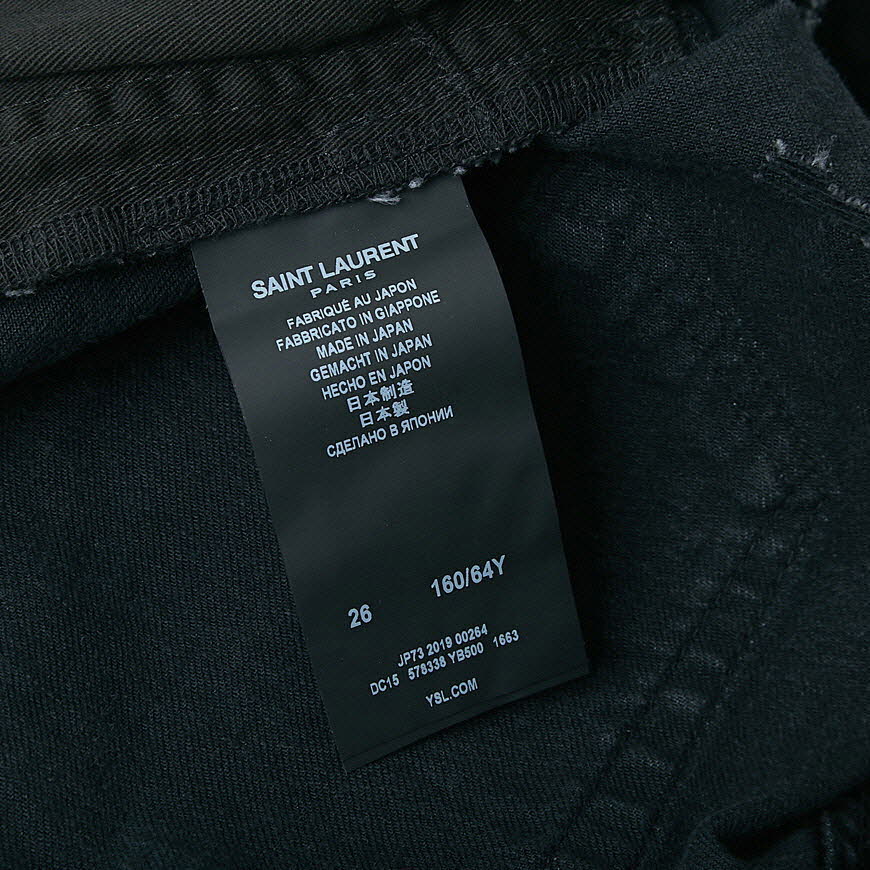 SAINT LAURENT
PARIS
FABRIQUÉ AU JAPON
FABBRICATO IN GIAPPONE
MADE IN JAPAN
GEMACHT IN JAPAN
HECHO EN JAPON
日本制造
日本製
СДЕЛАНО В ЯПОНИИ
26 160/64Y
JP73 2019 00264
DC15 578338 YB500 1663
YSL.COM